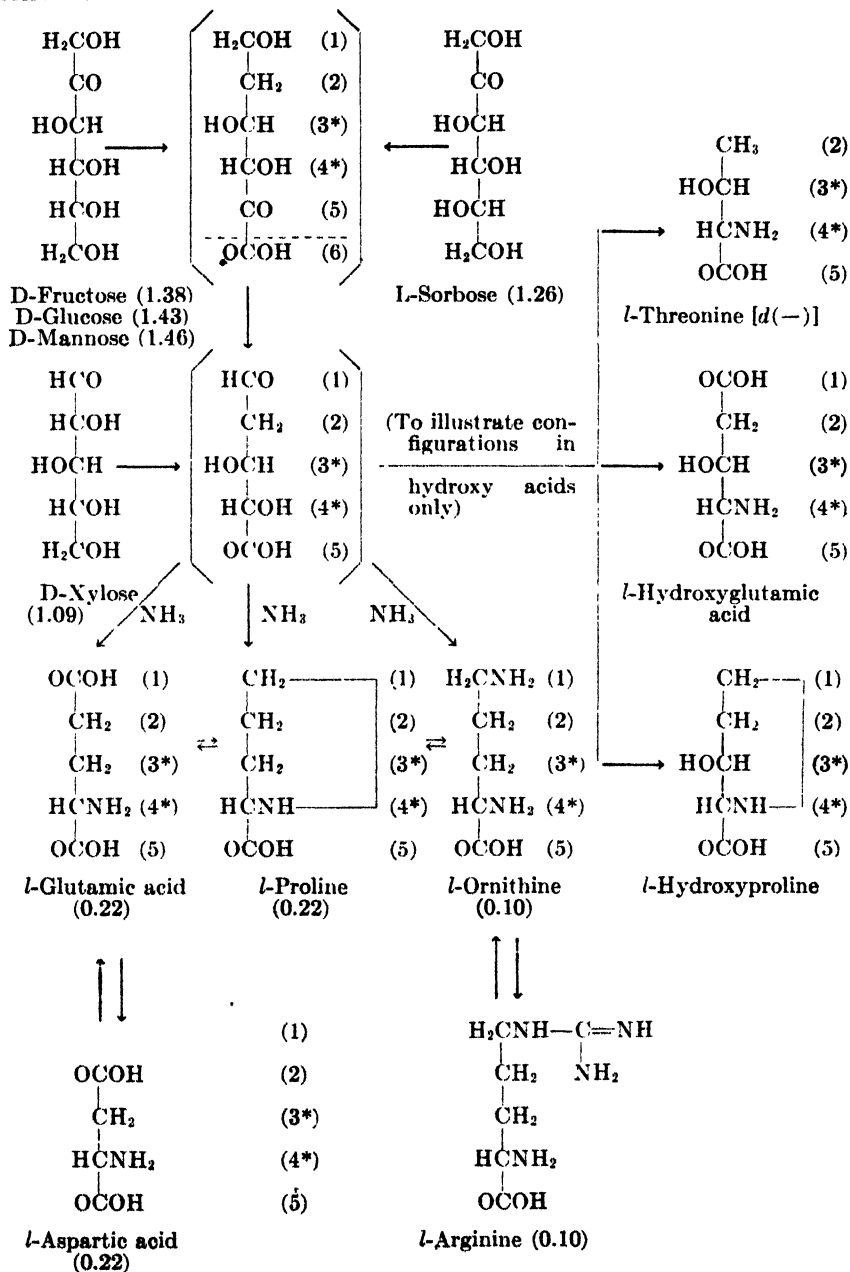 H₂COH H₂COH (1) H₂COH
CO CH₂ (2) CO
HOCH HOCH (3*) HOCH
HCOH HCOH (4*) HCOH
HCOH CO (5) HOCH
H₂COH OCOH (6) H₂COH
D-Fructose (1.38)
D-Glucose (1.43)
D-Mannose (1.46)
L-Sorbose (1.26)
CH₃ (2)
HOCH (3*)
HCNH₂ (4*)
OCOH (5)
l-Threonine [d(—)]
HCO HCO (1)
HCOH CH₂ (2)
HOCH HOCH (3*)
HCOH HCOH (4*)
H₂COH OCOH (5)
D-Xylose
(1.09)
(To illustrate con-
figurations in
hydroxy acids
only)
OCOH (1)
CH₂ (2)
HOCH (3*)
HCNH₂ (4*)
OCOH (5)
l-Hydroxyglutamic
acid
NH₃ NH₃ NH₃
OCOH (1) CH₂ (1) H₂CNH₂ (1) CH₂ (1)
CH₂ (2) CH₂ (2) CH₂ (2) CH₂ (2)
⇄ ⇄
CH₂ (3*) CH₂ (3*) CH₂ (3*) HOCH (3*)
HCNH₂ (4*) HCNH (4*) HCNH₂ (4*) HCNH (4*)
OCOH (5) OCOH (5) OCOH (5) OCOH (5)
l-Glutamic acid l-Proline l-Ornithine l-Hydroxyproline
(0.22) (0.22) (0.10)
(1) H₂CNH—C=NH
OCOH (2) CH₂ NH₂
CH₂ (3*) CH₂
HCNH₂ (4*) HCNH₂
OCOH (5) OCOH
l-Aspartic acid l-Arginine (0.10)
(0.22)